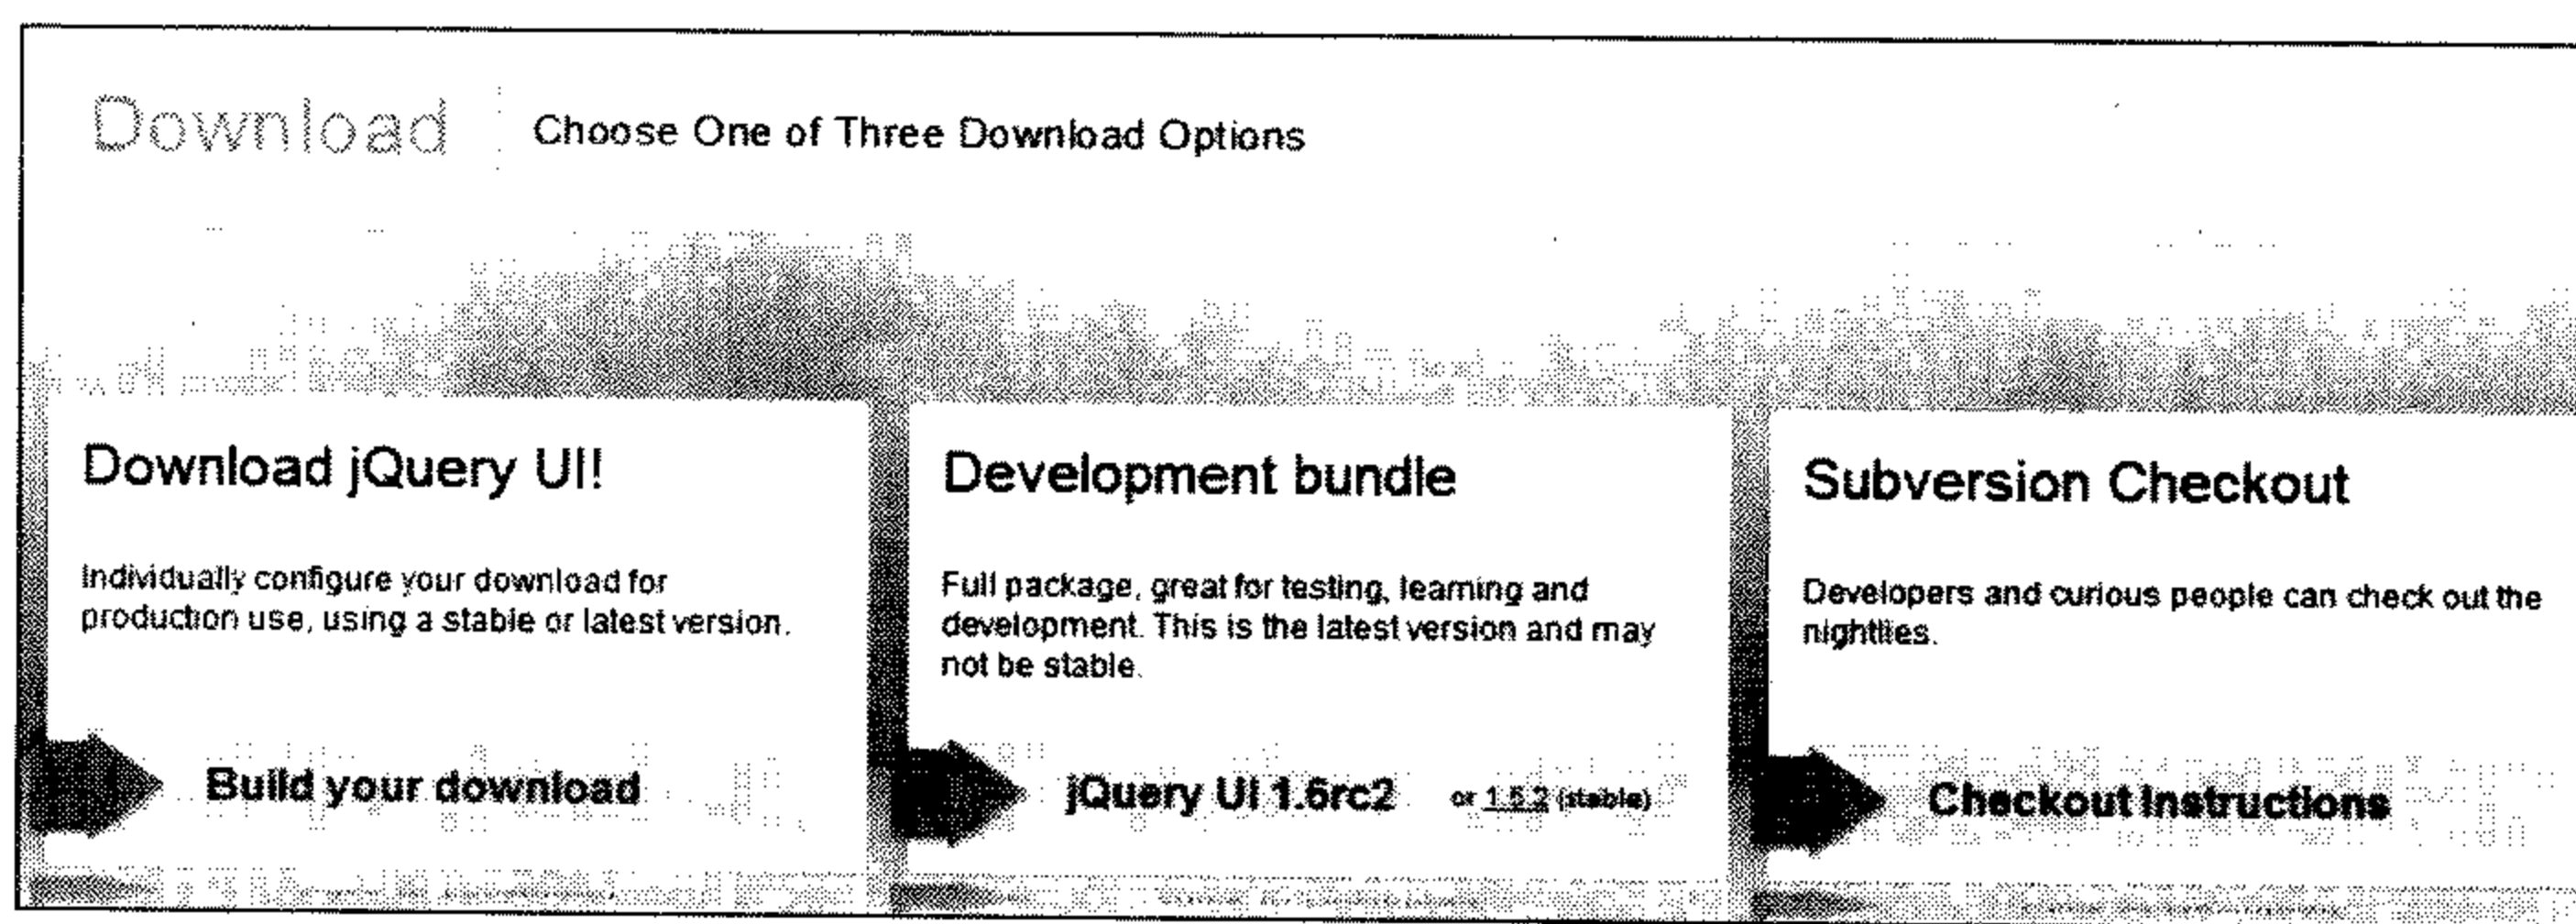 Download
Choose One of Three Download Options
Download jQuery UI!
Individually configure your download for
production use, using a stable or latest version.
Build your download
Development bundle
Full package, great for testing, learning and
development. This is the latest version and may
not be stable.
jQuery UI 1.6rc2 or 1.5.2 (stable)
Subversion Checkout
Developers and curious people can check out the
nightlies.
Checkout Instructions